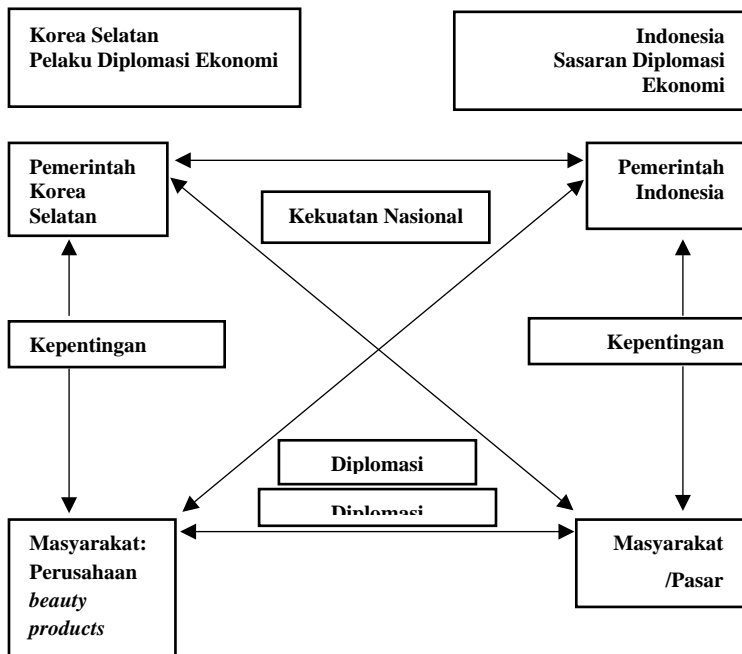 Korea Selatan
Pelaku Diplomasi Ekonomi
Indonesia
Sasaran Diplomasi
Ekonomi
Pemerintah
Korea
Selatan
Pemerintah
Indonesia
Kekuatan Nasional
Kepentingan
Kepentingan
Diplomasi
Diplomasi
Masyarakat:
Perusahaan
beauty
products
Masyarakat
/Pasar